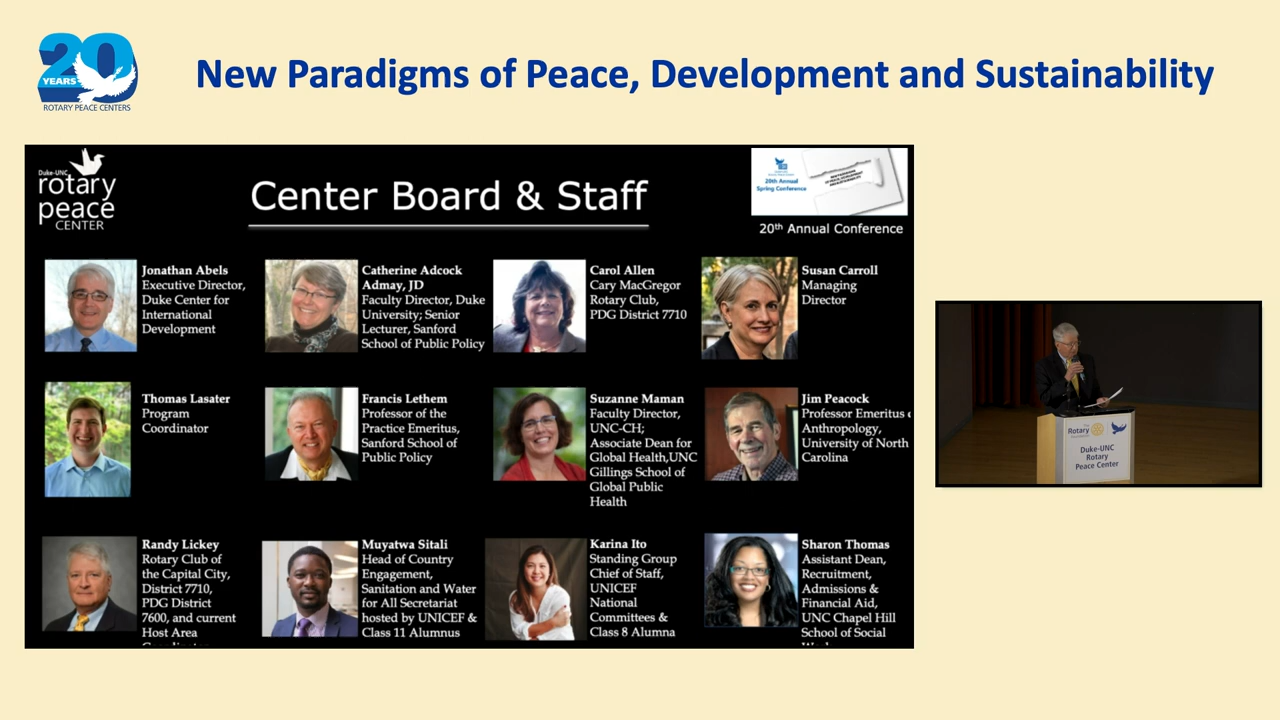 20
YEARS
ROTARY PEACE CENTERS
New Paradigms of Peace, Development and Sustainability
Duke-UNC
rotary
peace
CENTER
Center Board & Staff
20th Annual
Spring Conference
20th Annual Conference
Jonathan Abels
Executive Director,
Duke Center for
International
Development
Catherine Adcock
Admay, JD
Faculty Director, Duke
University; Senior
Lecturer, Sanford
School of Public Policy
Carol Allen
Cary MacGregor
Rotary Club,
PDG District 7710
Susan Carroll
Managing
Director
Thomas Lasater
Program
Coordinator
Francis Lethem
Professor of the
Practice Emeritus,
Sanford School of
Public Policy
Suzanne Maman
Faculty Director,
UNC-CH;
Associate Dean for
Global Health,UNC
Gillings School of
Global Public
Health
Jim Peacock
Professor Emeritus
Anthropology,
University of North
Carolina
Randy Lickey
Rotary Club of
the Capital City,
District 7710,
PDG District
7600, and current
Host Area
Muyatwa Sitali
Head of Country
Engagement,
Sanitation and Water
for All Secretariat
hosted by UNICEF &
Class 11 Alumnus
Karina Ito
Standing Group
Chief of Staff,
UNICEF
National
Committees &
Class 8 Alumna
Sharon Thomas
Assistant Dean,
Recruitment,
Admissions &
Financial Aid,
UNC Chapel Hill
School of Social
Rotary
Duke-UNC
Rotary
Peace Center